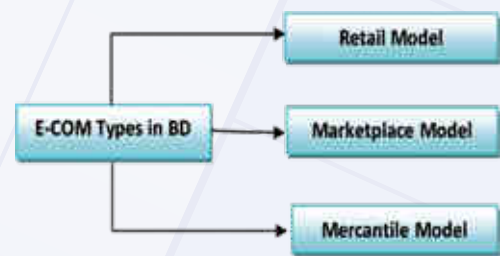 Retail Model
E-COM Types in BD
Marketplace Model
Mercantile Model